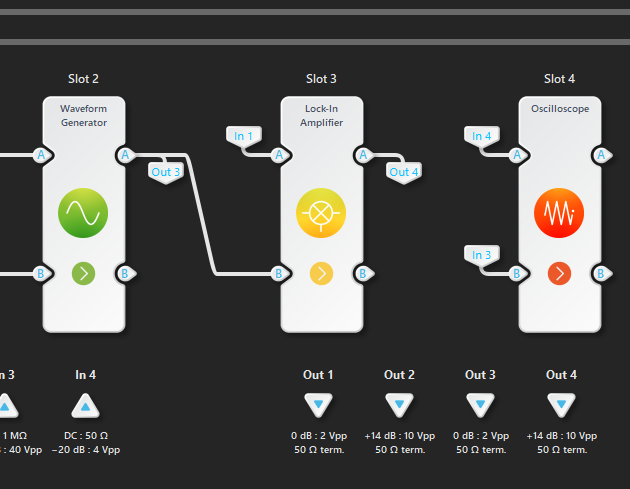 Slot 2
Slot 3
Slot 4
Waveform
Generator
Lock-In
Amplifier
Oscilloscope
In 1
In 4
A
A
A
A
A
A
Out 3
Out 4
In 3
B
B
B
B
B
B
n 3
In 4
Out 1
Out 2
Out 3
Out 4
1 MΩ
DC : 50 Ω
0 dB : 2 Vpp
+14 dB : 10 Vpp
0 dB : 2 Vpp
+14 dB : 10 Vpp
: 40 Vpp
−20 dB : 4 Vpp
50 Ω term.
50 Ω term.
50 Ω term.
50 Ω term.